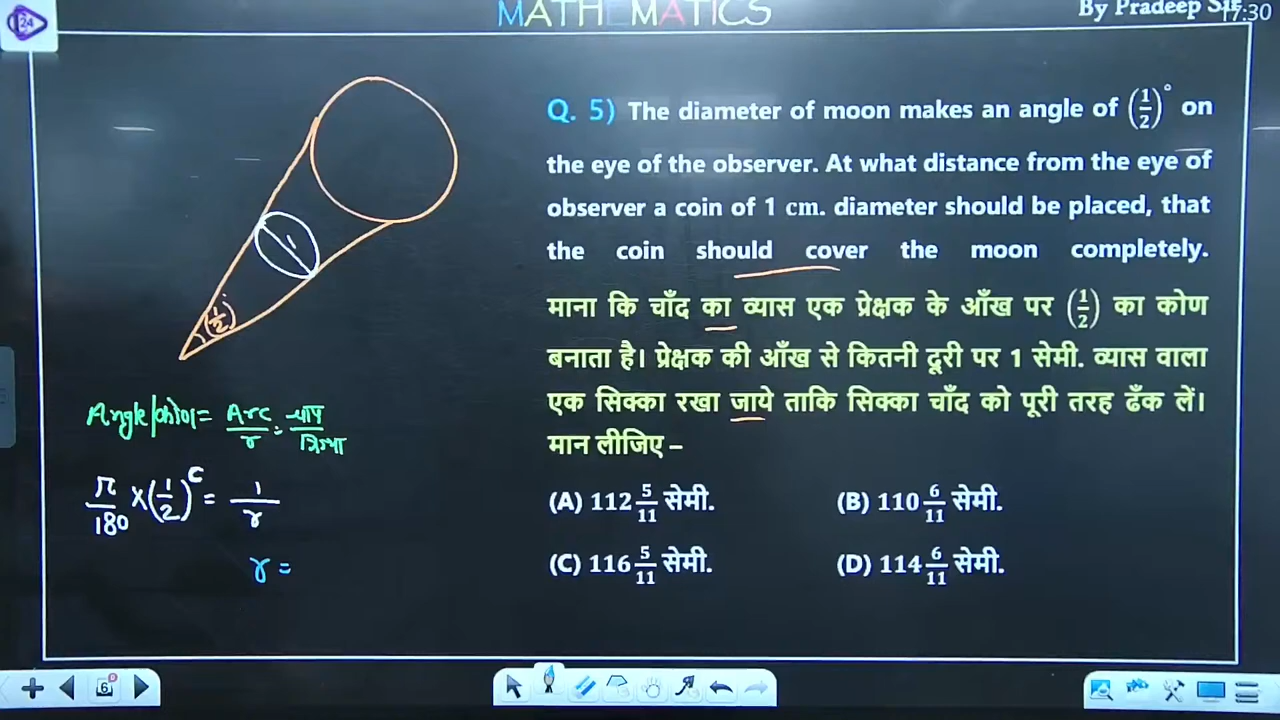 24
MATHEMATICS
By Pradeep Sir
17:30
Q. 5) The diameter of moon makes an angle of (1/2)° on
the eye of the observer. At what distance from the eye of
observer a coin of 1 cm. diameter should be placed, that
the coin should cover the moon completely.
माना कि चाँद का व्यास एक प्रेक्षक के आँख पर (1/2) का कोण
बनाता है। प्रेक्षक की आँख से कितनी दूरी पर 1 सेमी. व्यास वाला
एक सिक्का रखा जाये ताकि सिक्का चाँद को पूरी तरह ढँक लें।
मान लीजिए –
(A) 112 5/11 सेमी. (B) 110 6/11 सेमी.
(C) 116 5/11 सेमी. (D) 114 6/11 सेमी.
1
(1/2)°
Angle/कोण = Arc/r = चाप/त्रिज्या
π/180 × (1/2)ᶜ = 1/r
r =
6